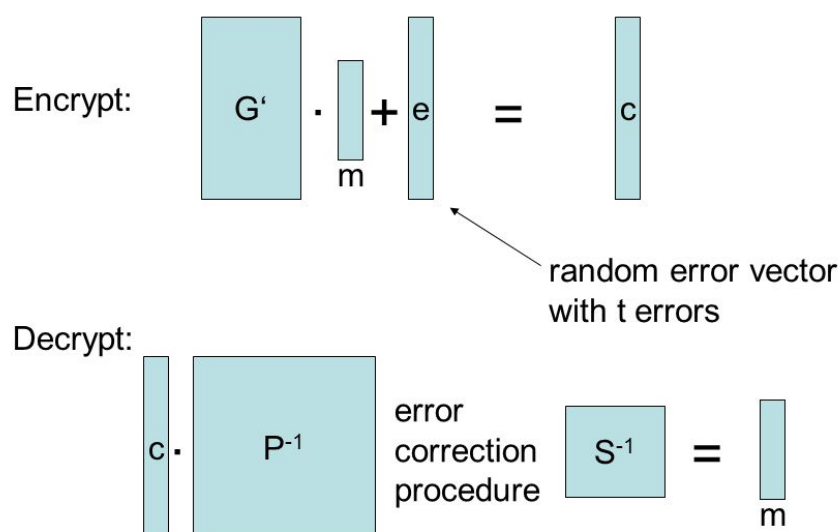 Encrypt:
G‘ · m + e = c
random error vector
with t errors
Decrypt:
c · P⁻¹
error
correction
procedure
S⁻¹ = m